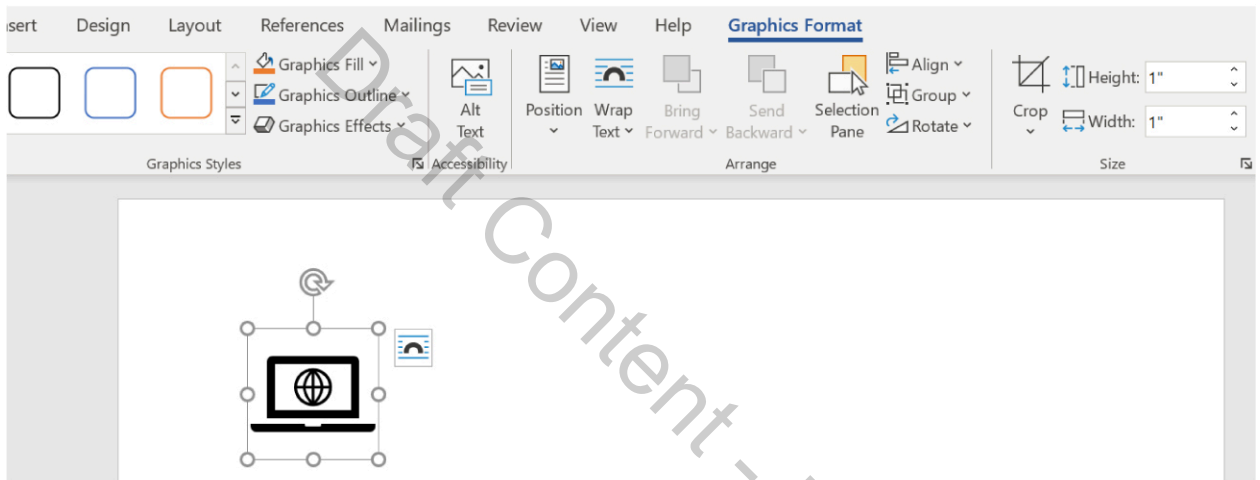 nsert Design Layout References Mailings Review View Help Graphics Format
Graphics Fill
Graphics Outline
Graphics Effects
Graphics Styles
Alt
Text
Accessibility
Position
Wrap
Text
Bring
Forward
Send
Backward
Selection
Pane
Align
Group
Rotate
Arrange
Crop
Height: 1"
Width: 1"
Size
Draft Content -